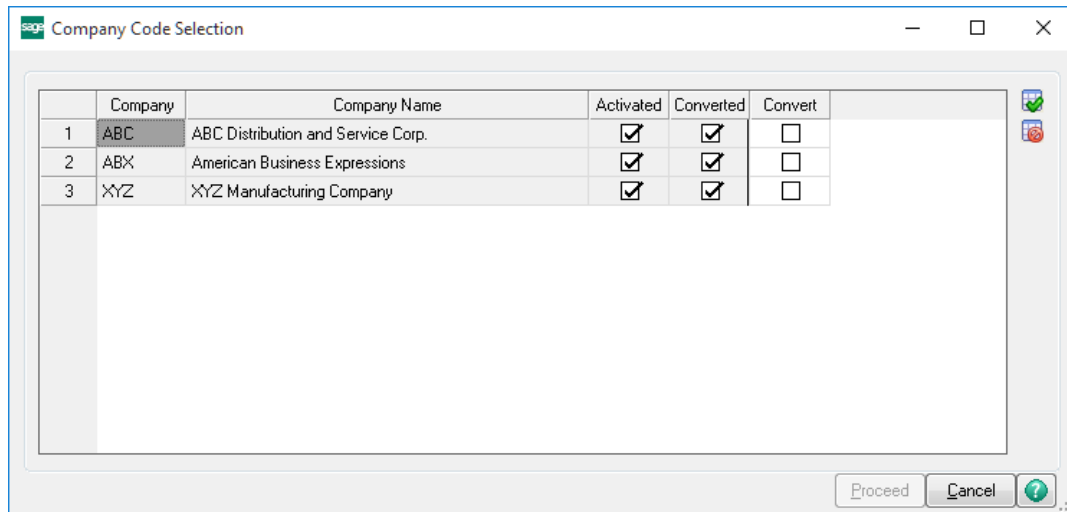 sage Company Code Selection
Company Company Name Activated Converted Convert
1 ABC ABC Distribution and Service Corp.
2 ABX American Business Expressions
3 XYZ XYZ Manufacturing Company
Proceed Cancel ?